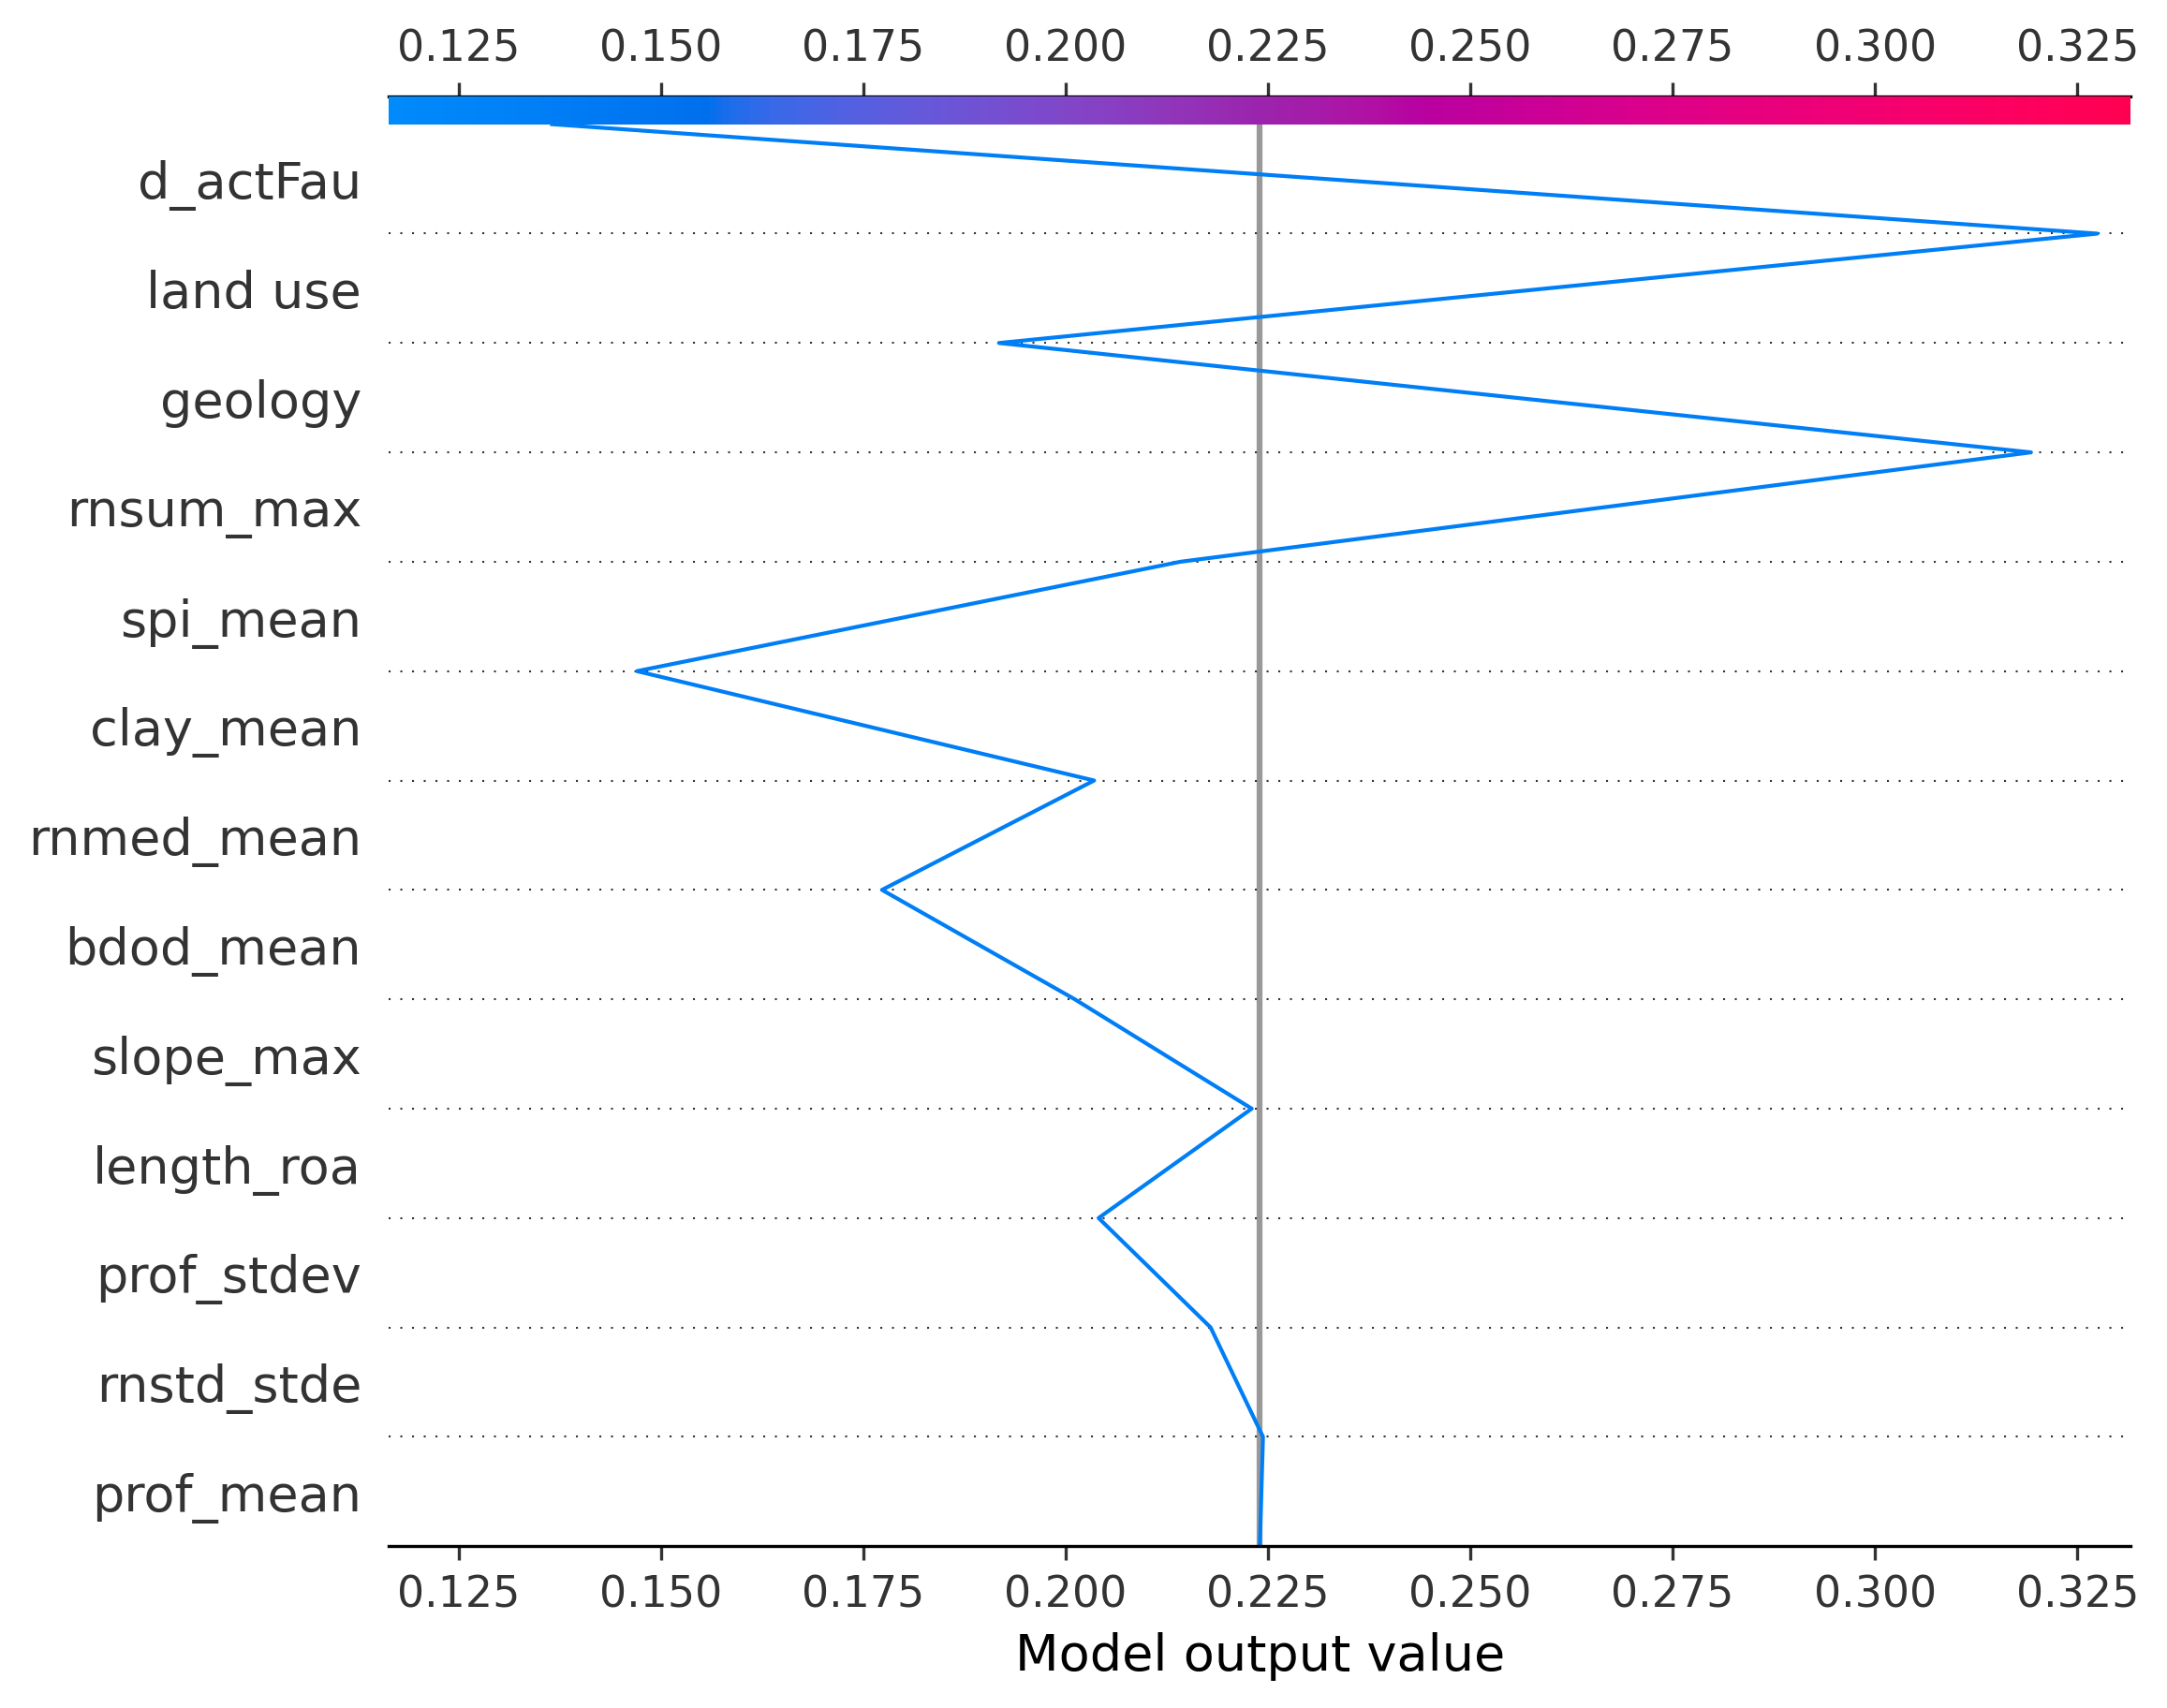 0.125 0.150 0.175 0.200 0.225 0.250 0.275 0.300 0.325
d_actFau
land use
geology
rnsum_max
spi_mean
clay_mean
rnmed_mean
bdod_mean
slope_max
length_roa
prof_stdev
rnstd_stde
prof_mean
0.125 0.150 0.175 0.200 0.225 0.250 0.275 0.300 0.325
Model output value